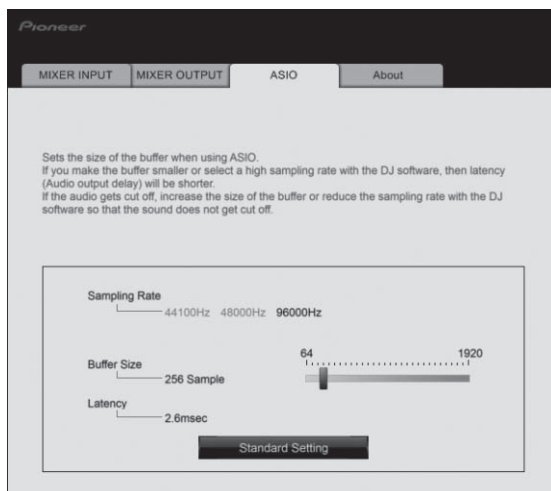 Pioneer
MIXER INPUT MIXER OUTPUT ASIO About
Sets the size of the buffer when using ASIO.
If you make the buffer smaller or select a high sampling rate with the DJ software, then latency
(Audio output delay) will be shorter.
If the audio gets cut off, increase the size of the buffer or reduce the sampling rate with the DJ
software so that the sound does not get cut off.
Sampling Rate
44100Hz 48000Hz 96000Hz
64 1920
Buffer Size
256 Sample
Latency
2.6msec
Standard Setting